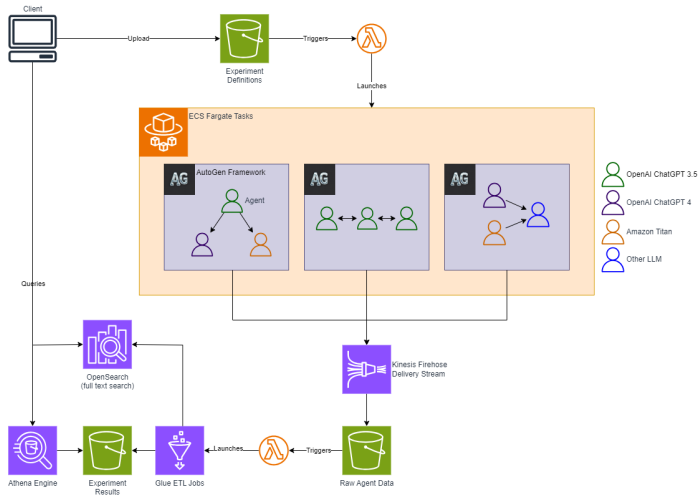 Client
Upload
Experiment
Definitions
Triggers
Launches
ECS Fargate Tasks
AG
AutoGen Framework
Agent
AG
AG
OpenAI ChatGPT 3.5
OpenAI ChatGPT 4
Amazon Titan
Other LLM
Queries
OpenSearch
(full text search)
Kinesis Firehose
Delivery Stream
Athena Engine
Experiment
Results
Glue ETL Jobs
Launches
Triggers
Raw Agent Data